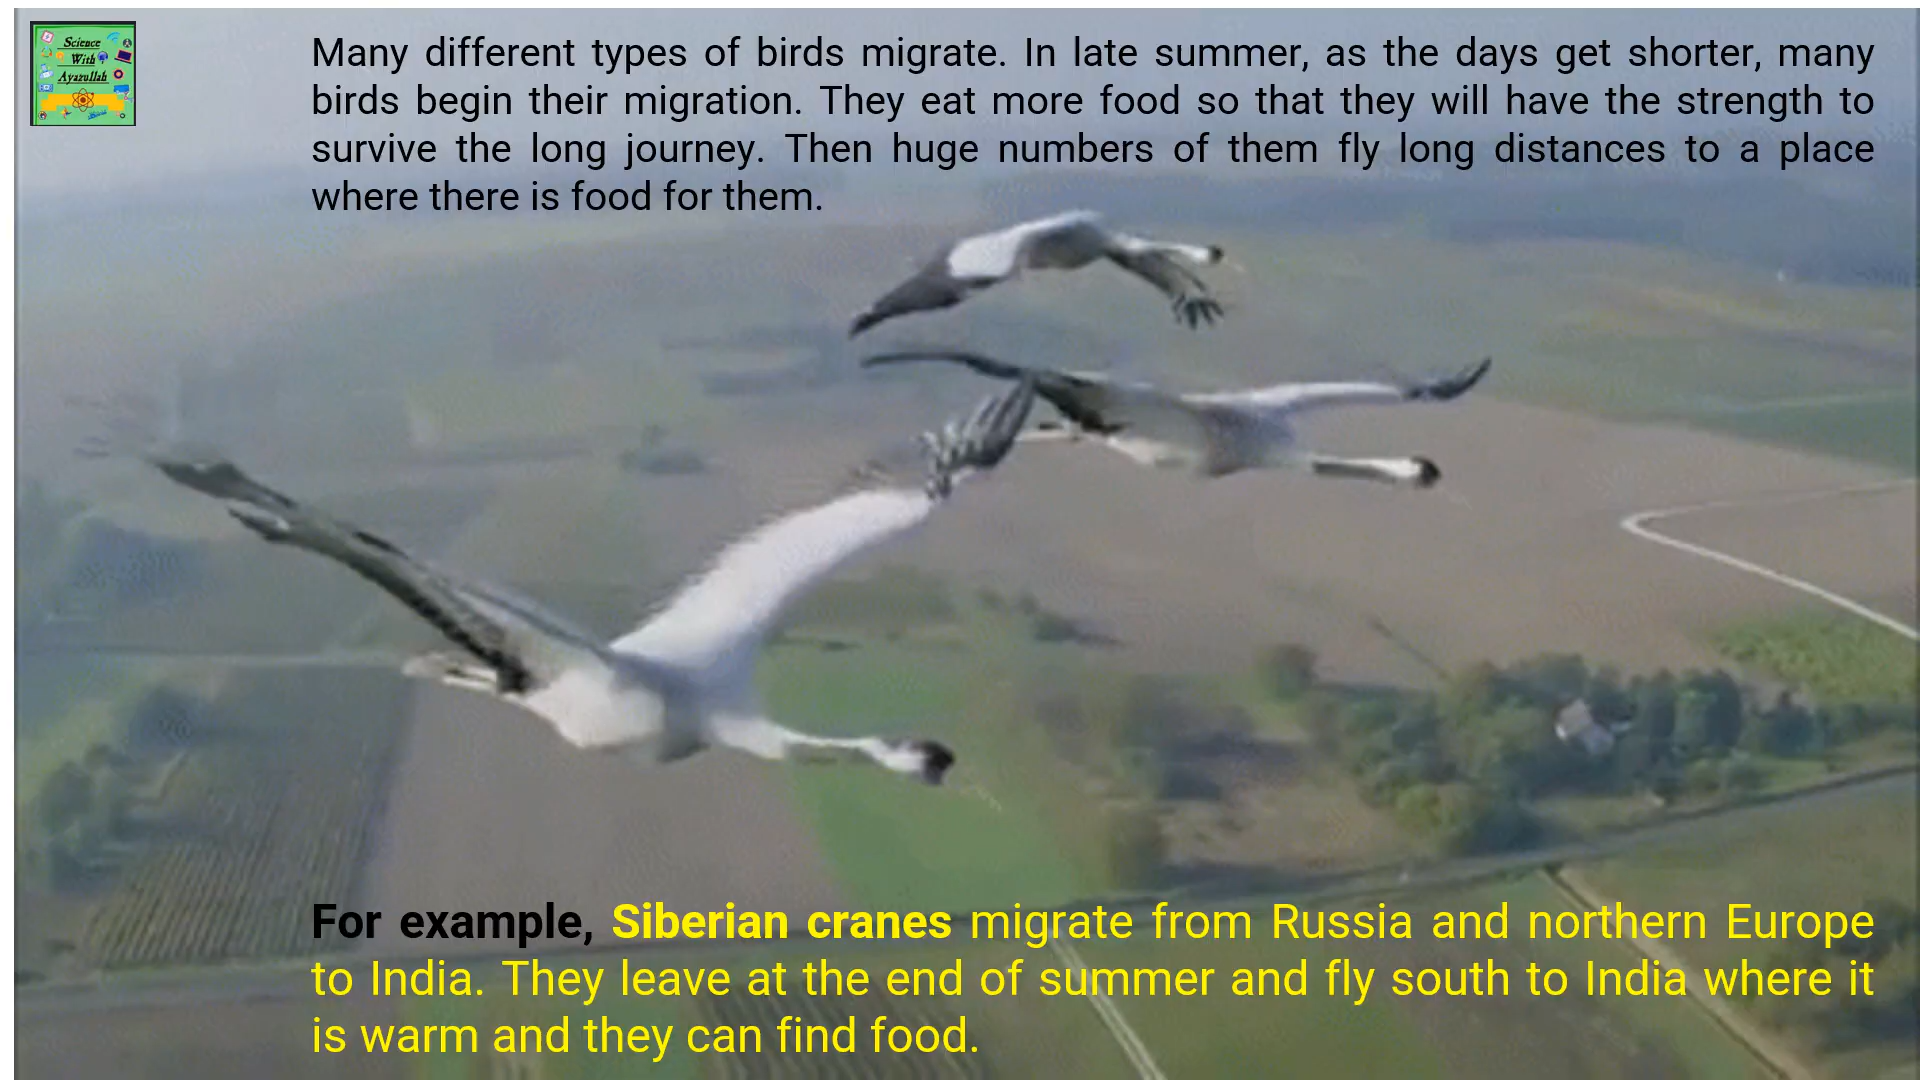 Science
With
Ayazullah
Many different types of birds migrate. In late summer, as the days get shorter, many
birds begin their migration. They eat more food so that they will have the strength to
survive the long journey. Then huge numbers of them fly long distances to a place
where there is food for them.
For example, Siberian cranes migrate from Russia and northern Europe
to India. They leave at the end of summer and fly south to India where it
is warm and they can find food.